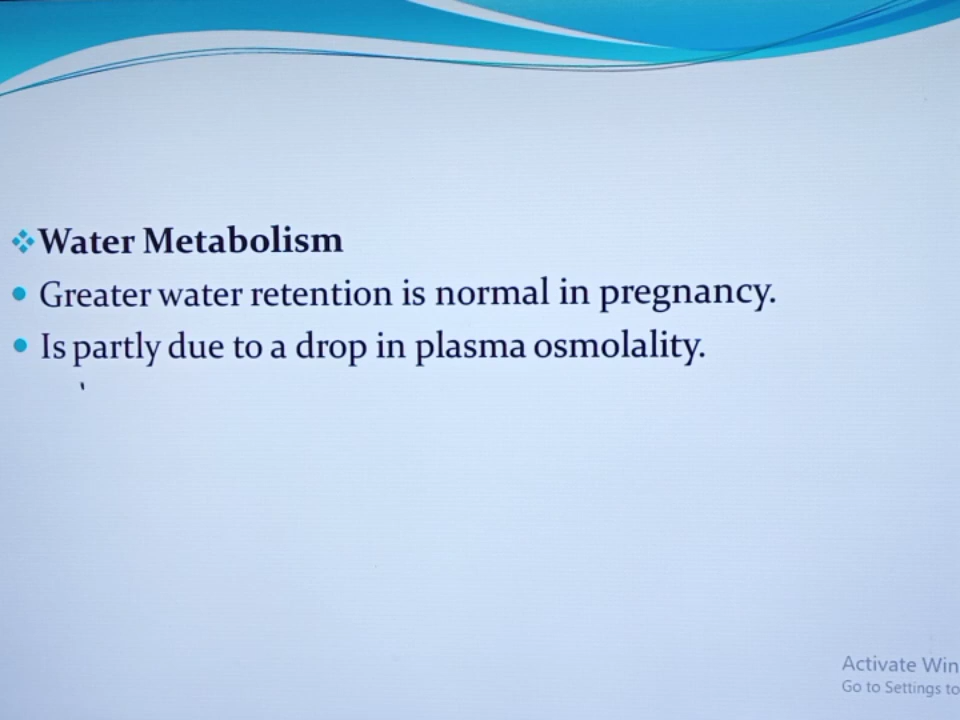 Water Metabolism
Greater water retention is normal in pregnancy.
Is partly due to a drop in plasma osmolality.
Activate Win
Go to Settings to